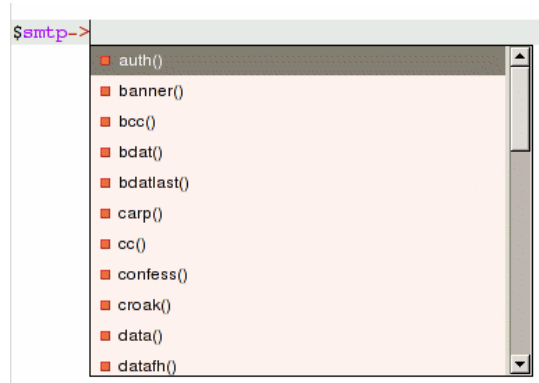 $smtp->
auth()
banner()
bcc()
bdat()
bdatlast()
carp()
cc()
confess()
croak()
data()
datafh()